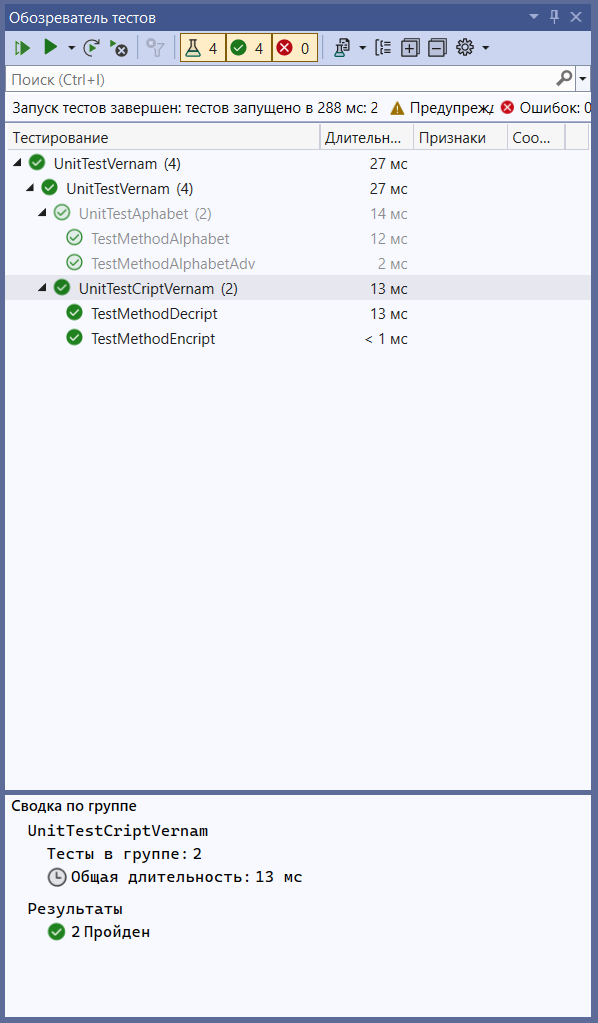 Обозреватель тестов
4 4 0
Поиск (Ctrl+I)
Запуск тестов завершен: тестов запущено в 288 мс: 2 Предупрежд Ошибок: 0
Тестирование Длительн... Признаки Соо...
UnitTestVernam (4) 27 мс
UnitTestVernam (4) 27 мс
UnitTestAphabet (2) 14 мс
TestMethodAlphabet 12 мс
TestMethodAlphabetAdv 2 мс
UnitTestCriptVernam (2) 13 мс
TestMethodDecript 13 мс
TestMethodEncript < 1 мс
Сводка по группе
UnitTestCriptVernam
Тесты в группе: 2
Общая длительность: 13 мс
Результаты
2 Пройден